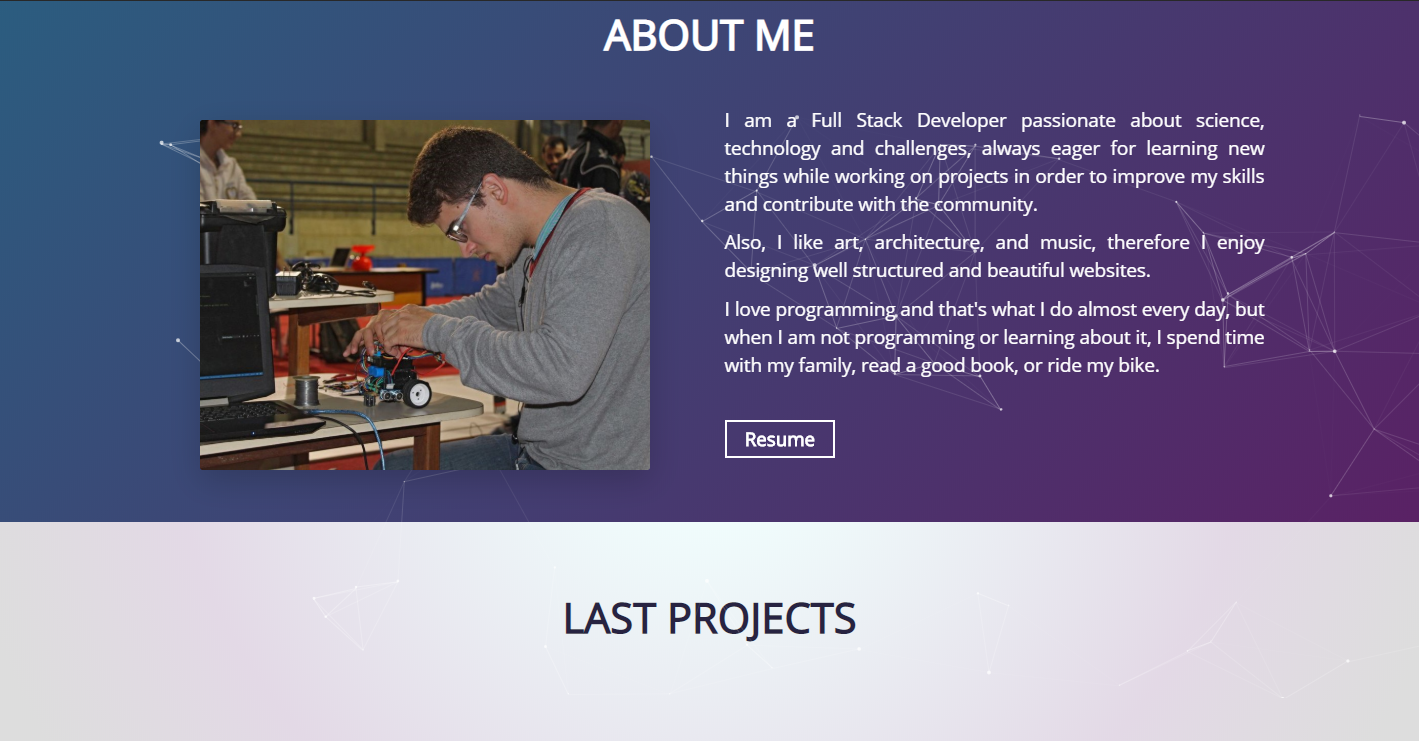 ABOUT ME
I am a Full Stack Developer passionate about science,
technology and challenges, always eager for learning new
things while working on projects in order to improve my skills
and contribute with the community.
Also, I like art, architecture, and music, therefore I enjoy
designing well structured and beautiful websites.
I love programming and that's what I do almost every day, but
when I am not programming or learning about it, I spend time
with my family, read a good book, or ride my bike.
Resume
LAST PROJECTS